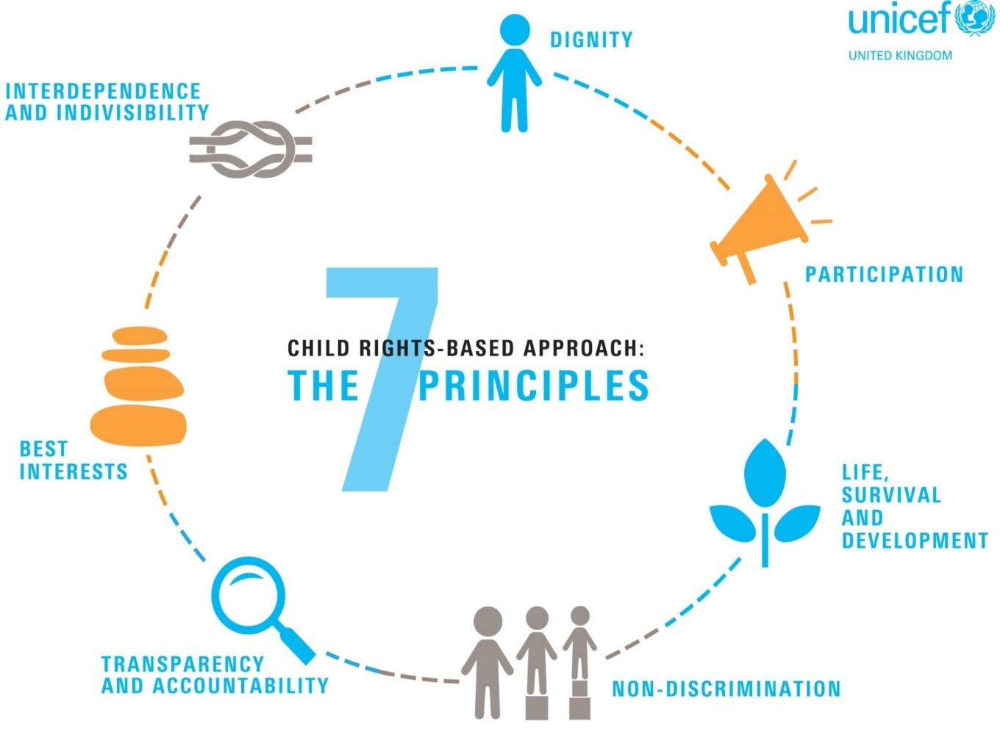 unicef
UNITED KINGDOM
DIGNITY
INTERDEPENDENCE
AND INDIVISIBILITY
PARTICIPATION
7
CHILD RIGHTS-BASED APPROACH:
THE PRINCIPLES
BEST
INTERESTS
LIFE,
SURVIVAL
AND
DEVELOPMENT
TRANSPARENCY
AND ACCOUNTABILITY
NON-DISCRIMINATION